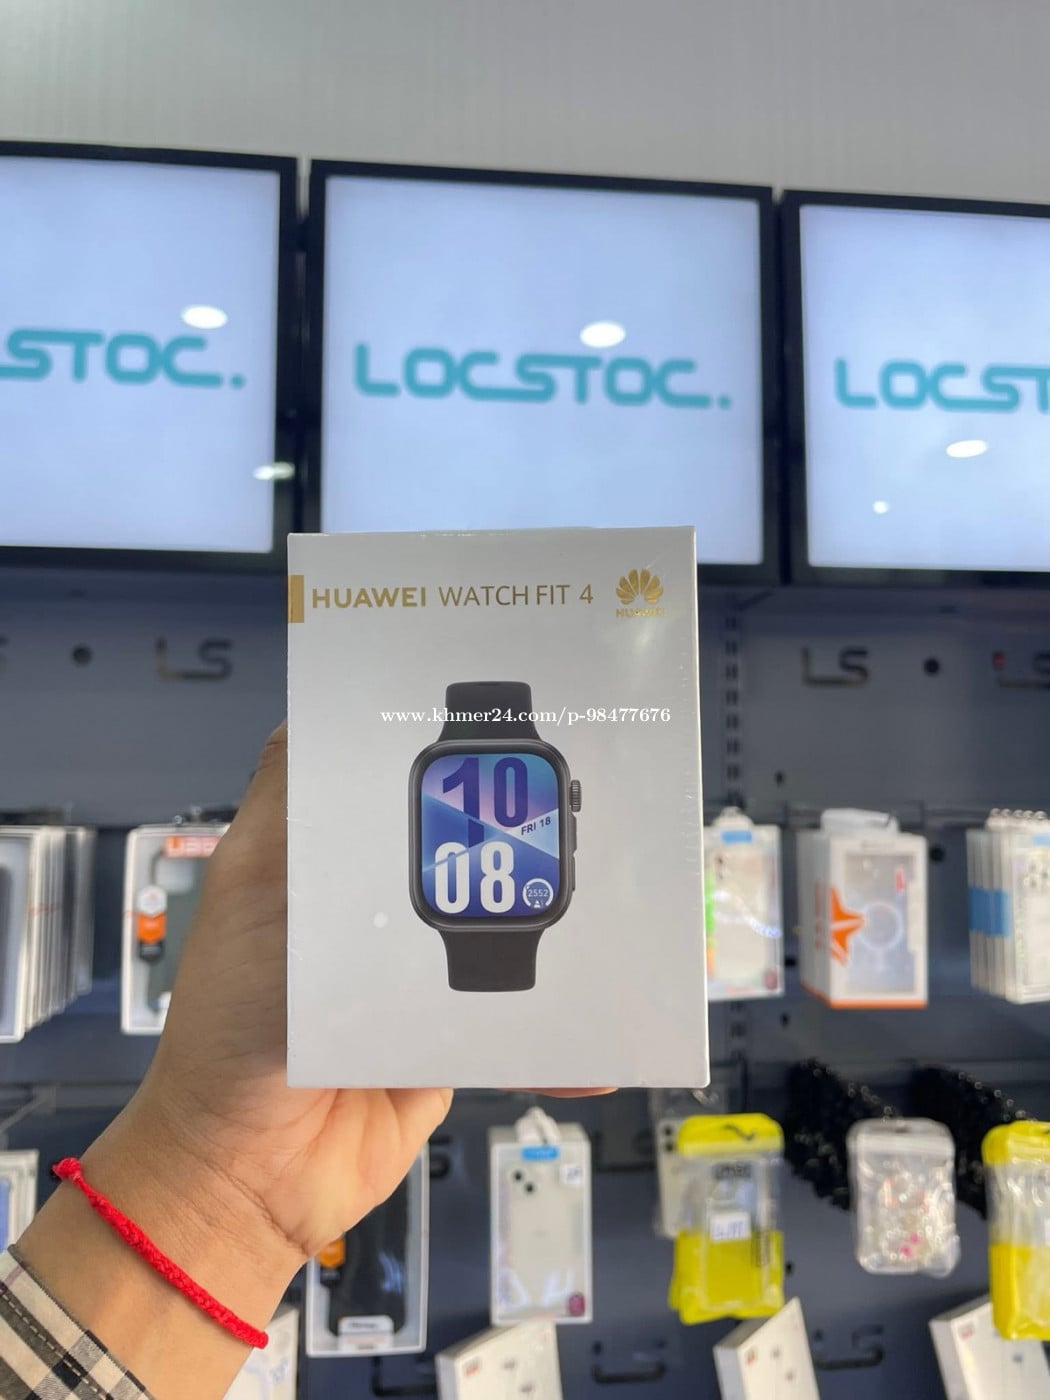 STOC.
LOCSTOC.
LOCST
HUAWEI WATCH FIT 4
HUAWEI
LS
LS
www.khmer24.com/p-98477676
10
FRI 18
08
2552
LS